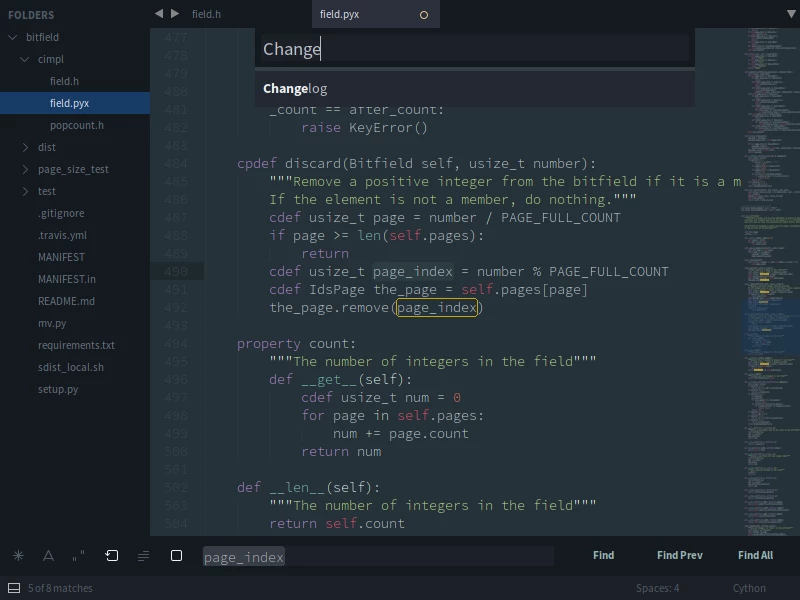 FOLDERS
bitfield
cimpl
field.h
field.pyx
popcount.h
dist
page_size_test
test
.gitignore
.travis.yml
MANIFEST
MANIFEST.in
README.md
mv.py
requirements.txt
sdist_local.sh
setup.py
field.h
field.pyx
Change
Changelog
477
478
479
480
481 _count == after_count:
482 raise KeyError()
483
484 cpdef discard(Bitfield self, usize_t number):
485 """Remove a positive integer from the bitfield if it is a m
486 If the element is not a member, do nothing."""
487 cdef usize_t page = number / PAGE_FULL_COUNT
488 if page >= len(self.pages):
489 return
490 cdef usize_t page_index = number % PAGE_FULL_COUNT
491 cdef IdsPage the_page = self.pages[page]
492 the_page.remove(page_index)
493
494 property count:
495 """The number of integers in the field"""
496 def __get__(self):
497 cdef usize_t num = 0
498 for page in self.pages:
499 num += page.count
500 return num
501
502 def __len__(self):
503 """The number of integers in the field"""
504 return self.count
page_index
Find
Find Prev
Find All
5 of 8 matches
Spaces: 4
Cython